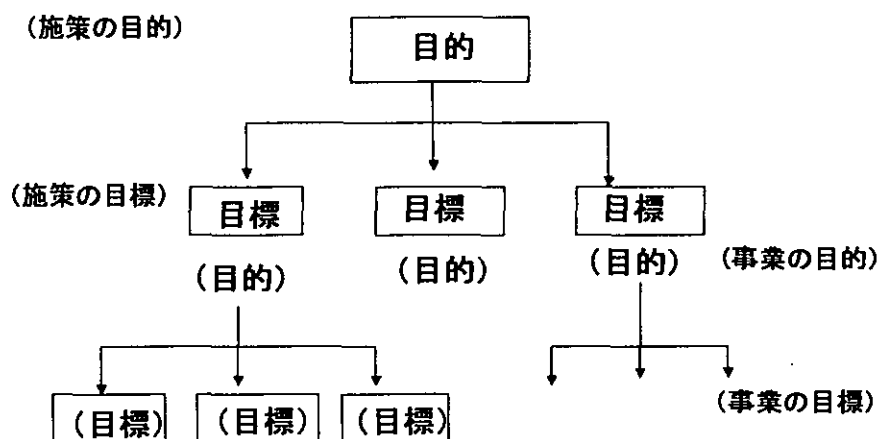 (施策の目的)
目的
(施策の目標)
目標
目標
目標
(目的)
(目的)
(目的)
(事業の目的)
(目標)
(目標)
(目標)
(事業の目標)